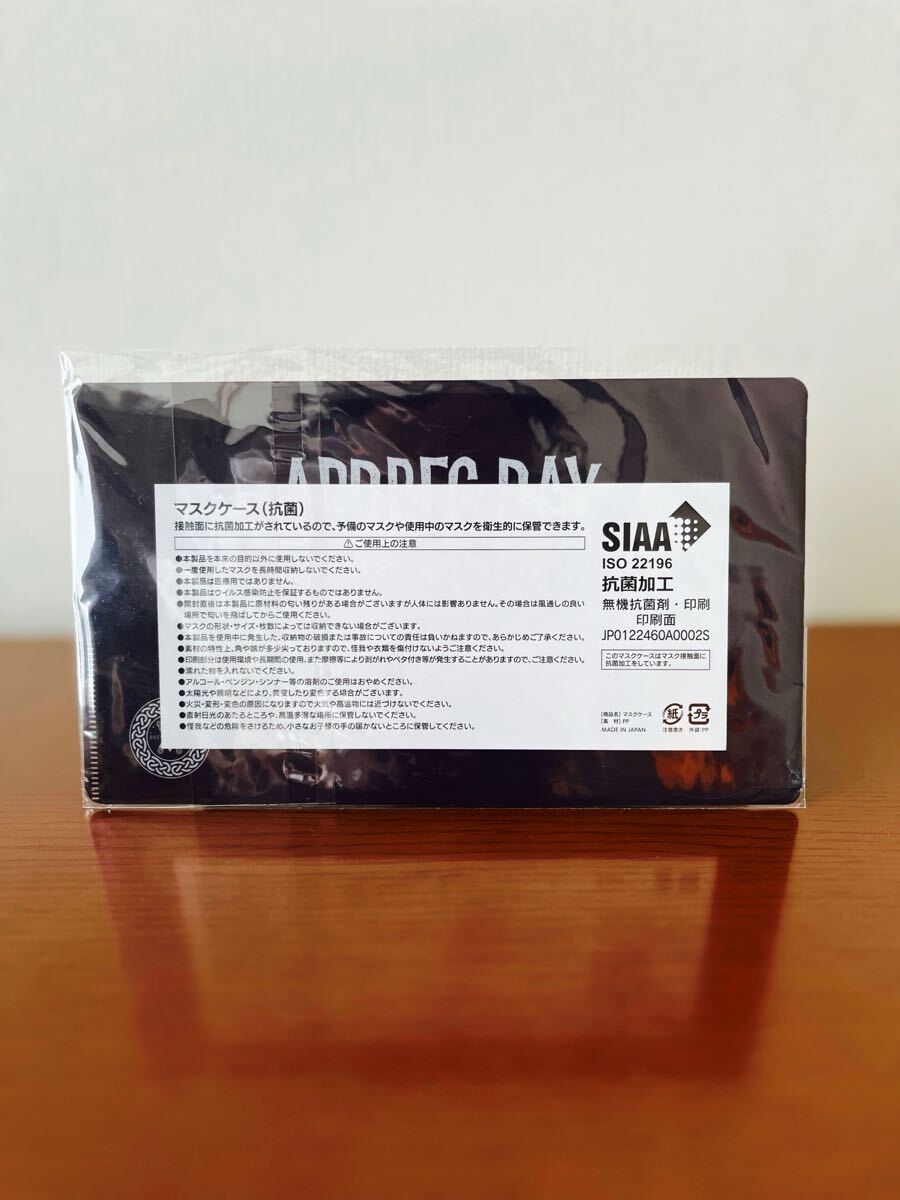 マスクケース(抗菌)
接触面に抗菌加工がされているので、予備のマスクや使用中のマスクを衛生的に保管できます。
⚠ご使用上の注意
●本製品を本来の目的以外に使用しないでください。
●一度使用したマスクを長時間収納しないでください。
●本製品は医療用ではありません。
●本製品はウイルス感染防止を保証するものではありません。
●開封直後は本製品に原材料の匂い残りがある場合がございますが人体には影響ありません。その場合は風通しの良い
場所で匂いを飛ばしてからご使用ください。
●マスクの形状・サイズ・枚数によっては収納できない場合がございます。
●本製品を使用中に発生した、収納物の破損または事故についての責任は負いかねますので、あらかじめご了承ください。
●素材の特性上、角や端が多少尖っておりますので、怪我や衣類を傷付けないようご注意ください。
●印刷部分は使用環境や長期間の使用、また摩擦等により剥がれやベタ付き等が発生することがありますので、ご注意ください。
●濡れた物を入れないでください。
●アルコール・ベンジン・シンナー等の溶剤のご使用はおやめください。
●太陽光や照明などにより、黄変したり変色する場合がございます。
●火災・変形・変色の原因になりますので火気や高温物には近づけないでください。
●直射日光のあたるところや、高温多湿な場所に保管しないでください。
●怪我などの危険をさけるため、小さなお子様の手の届かないところに保管してください。
SIAA
ISO 22196
抗菌加工
無機抗菌剤・印刷
印刷面
JP0122460A0002S
このマスクケースはマスク接触面に
抗菌加工をしています。
[商品名] マスクケース
[素 材] PP
MADE IN JAPAN
紙
注意書き
プラ
外袋:PP